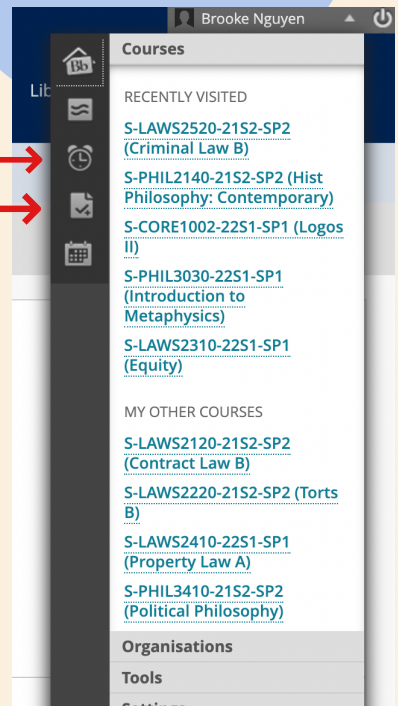 Brooke Nguyen
Bb
Courses
Lib
RECENTLY VISITED
S-LAWS2520-21S2-SP2
(Criminal Law B)
S-PHIL2140-21S2-SP2 (Hist
Philosophy: Contemporary)
S-CORE1002-22S1-SP1 (Logos
II)
S-PHIL3030-22S1-SP1
(Introduction to
Metaphysics)
S-LAWS2310-22S1-SP1
(Equity)
MY OTHER COURSES
S-LAWS2120-21S2-SP2
(Contract Law B)
S-LAWS2220-21S2-SP2 (Torts
B)
S-LAWS2410-22S1-SP1
(Property Law A)
S-PHIL3410-21S2-SP2
(Political Philosophy)
Organisations
Tools